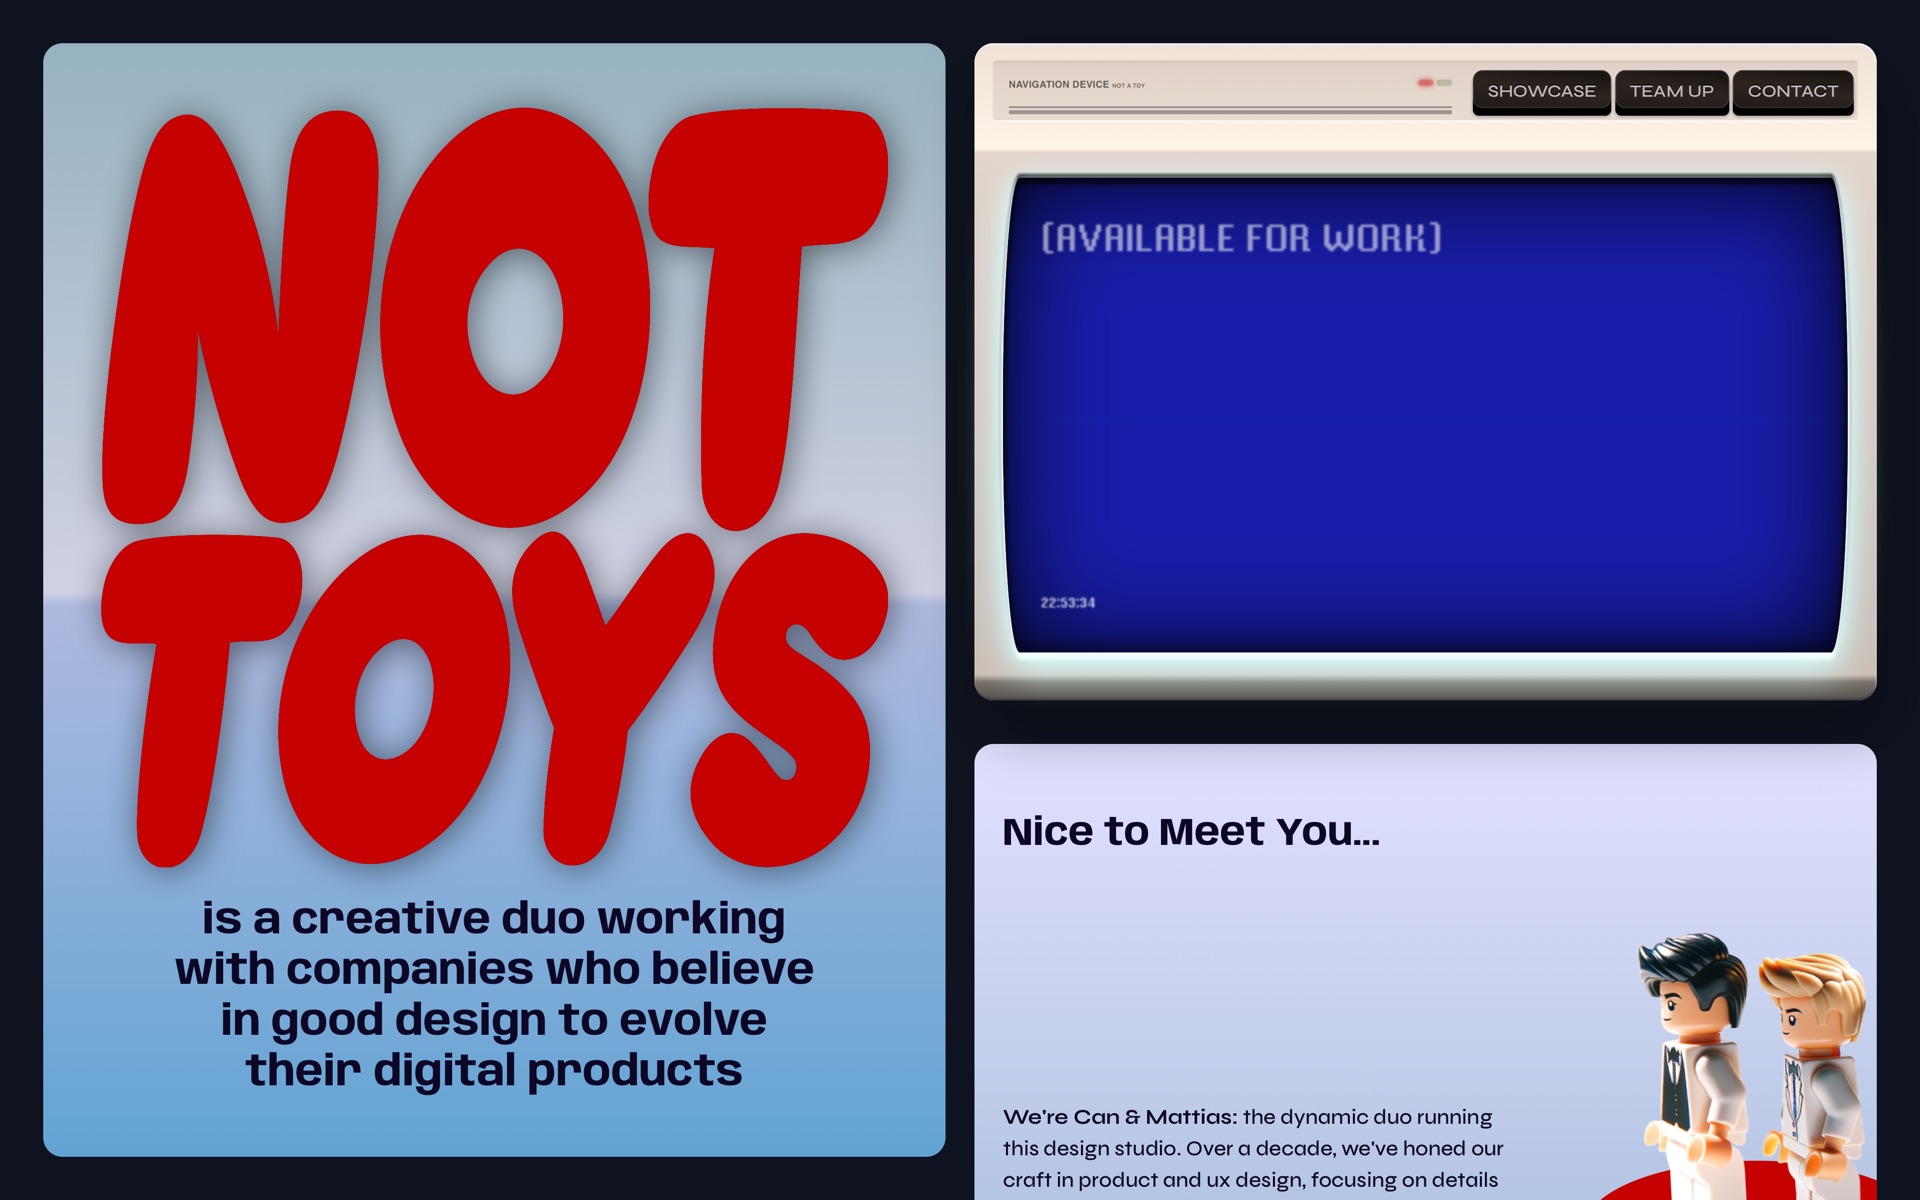 NOT
TOYS
is a creative duo working
with companies who believe
in good design to evolve
their digital products
NAVIGATION DEVICE NOT A TOY
SHOWCASE
TEAM UP
CONTACT
[AVAILABLE FOR WORK]
22:53:34
Nice to Meet You...
We're Can & Mattias: the dynamic duo running
this design studio. Over a decade, we've honed our
craft in product and ux design, focusing on details